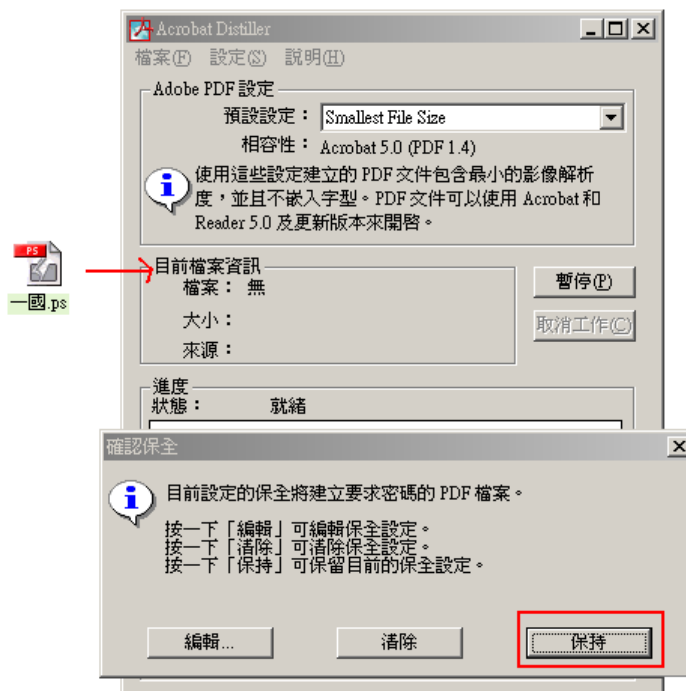 Acrobat Distiller
檔案(F) 設定(S) 說明(H)
Adobe PDF 設定
預設設定： Smallest File Size
相容性： Acrobat 5.0 (PDF 1.4)
使用這些設定建立的 PDF 文件包含最小的影像解析
度，並且不嵌入字型。PDF 文件可以使用 Acrobat 和
Reader 5.0 及更新版本來開啓。
PS
一國.ps
目前檔案資訊
檔案： 無
大小：
來源：
暫停(P)
取消工作(C)
進度
狀態： 就緒
確認保全
目前設定的保全將建立要求密碼的 PDF 檔案。
按一下「編輯」可編輯保全設定。
按一下「清除」可清除保全設定。
按一下「保持」可保留目前的保全設定。
編輯...
清除
保持